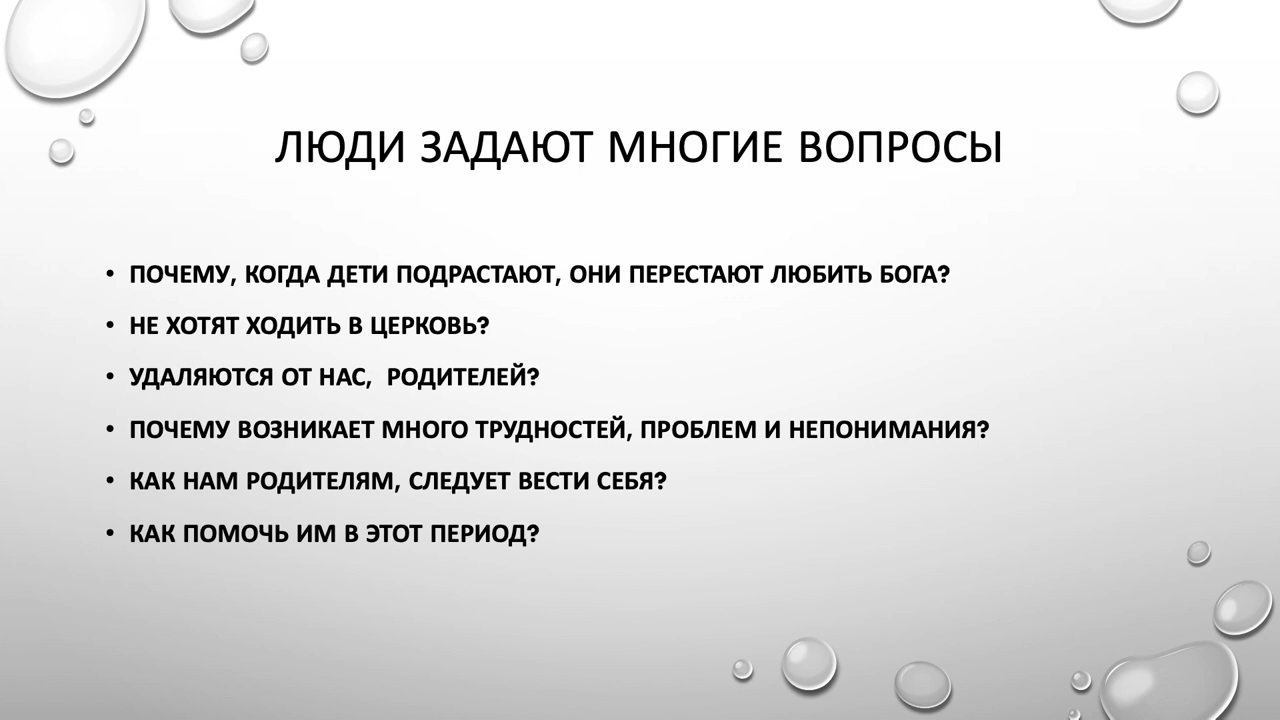 ЛЮДИ ЗАДАЮТ МНОГИЕ ВОПРОСЫ
• ПОЧЕМУ, КОГДА ДЕТИ ПОДРАСТАЮТ, ОНИ ПЕРЕСТАЮТ ЛЮБИТЬ БОГА?
• НЕ ХОТЯТ ХОДИТЬ В ЦЕРКОВЬ?
• УДАЛЯЮТСЯ ОТ НАС,  РОДИТЕЛЕЙ?
• ПОЧЕМУ ВОЗНИКАЕТ МНОГО ТРУДНОСТЕЙ, ПРОБЛЕМ И НЕПОНИМАНИЯ?
• КАК НАМ РОДИТЕЛЯМ, СЛЕДУЕТ ВЕСТИ СЕБЯ?
• КАК ПОМОЧЬ ИМ В ЭТОТ ПЕРИОД?